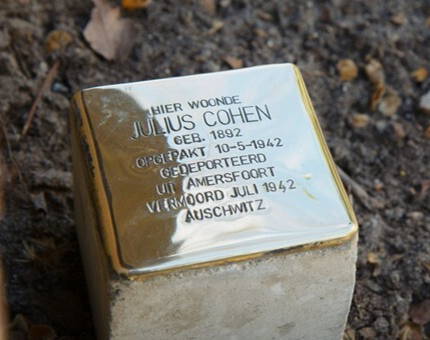 HIER WOONDE
JULIUS COHEN
GEB. 1892
OPGEPAKT 10-5-1942
GEDEPORTEERD
UIT AMERSFOORT
VERMOORD JULI 1942
AUSCHWITZ